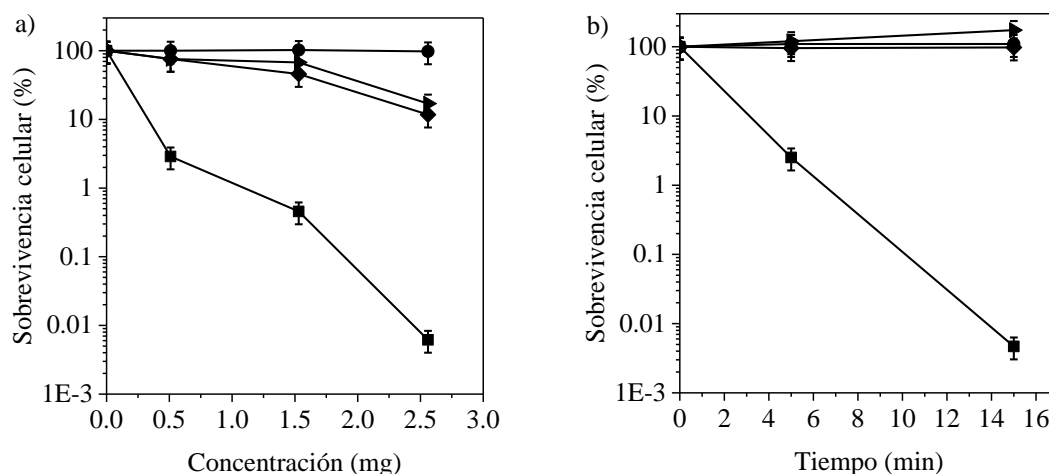 a)
Sobrevivencia celular (%)
100
10
1
0.1
0.01
1E-3
0.0 0.5 1.0 1.5 2.0 2.5 3.0
Concentración (mg)
b)
Sobrevivencia celular (%
100
10
1
0.1
0.01
1E-3
0 2 4 6 8 10 12 14 16
Tiempo (min)